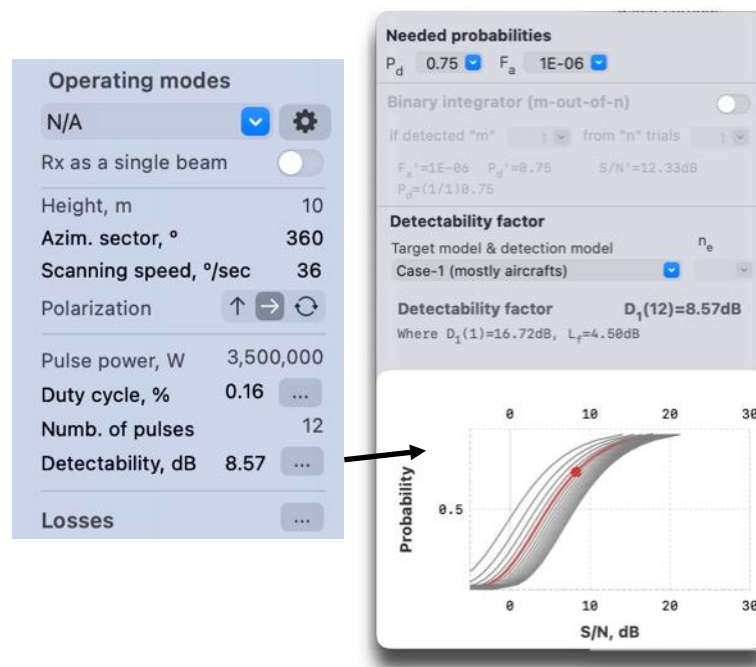 Operating modes
N/A
Rx as a single beam
Height, m 10
Azim. sector, ° 360
Scanning speed, °/sec 36
Polarization
Pulse power, W 3,500,000
Duty cycle, % 0.16 ...
Numb. of pulses 12
Detectability, dB 8.57 ...
Losses ...
Needed probabilities
Pd 0.75 Fa 1E-06
Binary integrator (m-out-of-n)
if detected "m" 1 from "n" trials 1
Fa'=1E-06 Pd'=0.75 S/N'=12.33dB
Pd=(1/1)0.75
Detectability factor
Target model & detection model ne
Case-1 (mostly aircrafts)
Detectability factor D1(12)=8.57dB
Where D1(1)=16.72dB, Lf=4.50dB
0 10 20 30
Probability
0.5
0 10 20 30
S/N, dB